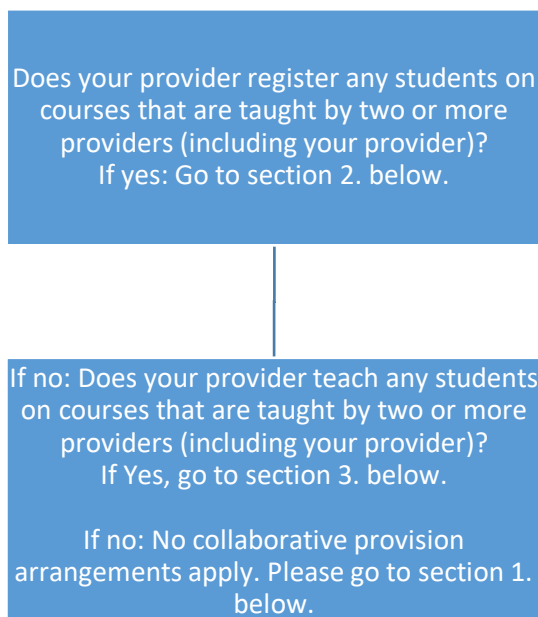 Does your provider register any students on
courses that are taught by two or more
providers (including your provider)?
If yes: Go to section 2. below.
If no: Does your provider teach any students
on courses that are taught by two or more
providers (including your provider)?
If Yes, go to section 3. below.
If no: No collaborative provision
arrangements apply. Please go to section 1.
below.